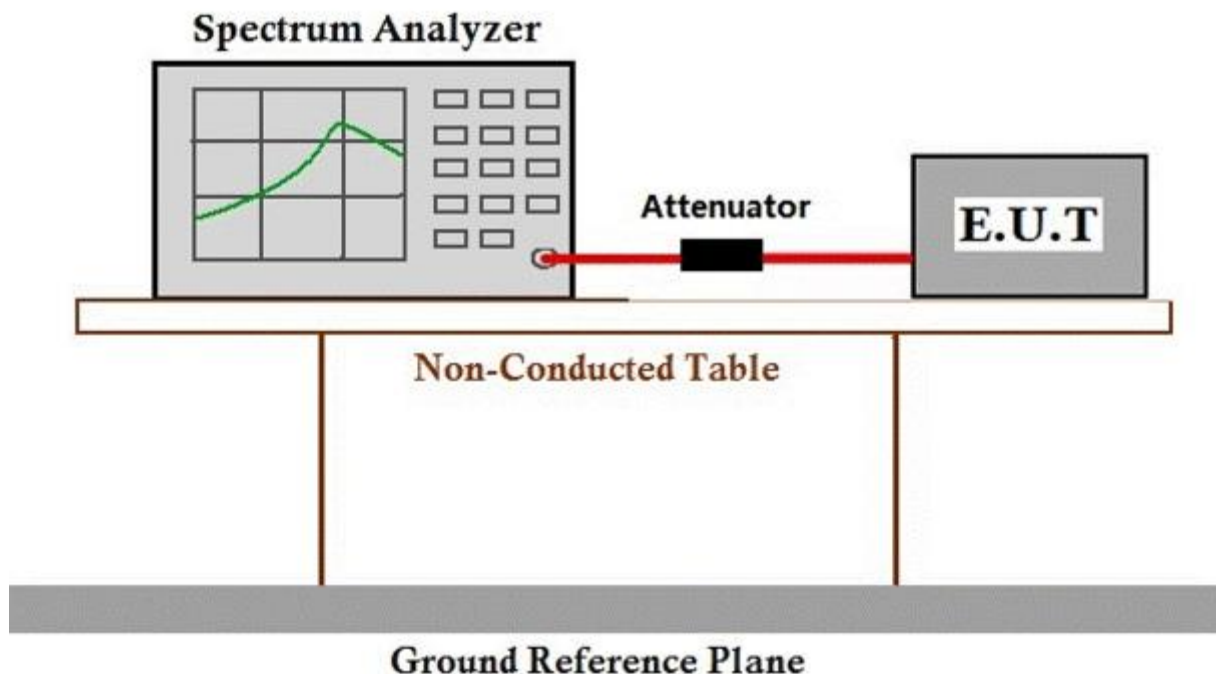 Spectrum Analyzer
Attenuator
E.U.T
Non-Conducted Table
Ground Reference Plane